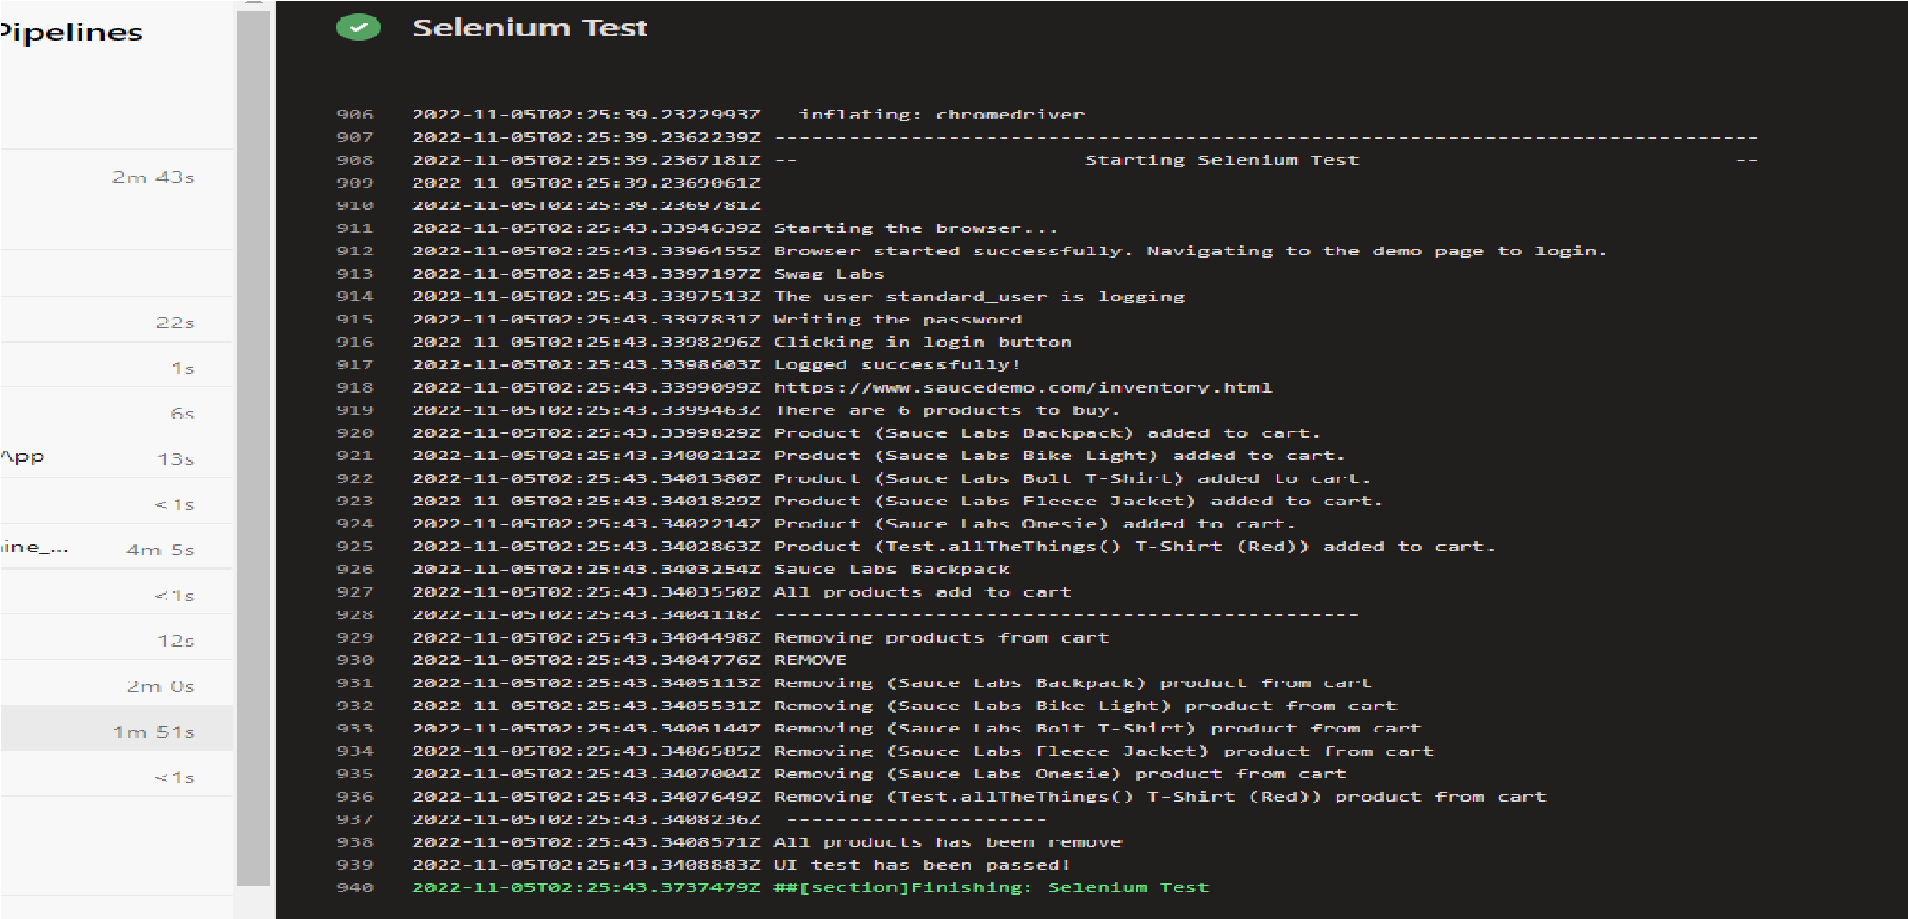 Pipelines
2m 43s
22s
1s
6s
App 13s
<1s
ine_... 4m 5s
<1s
12s
2m 0s
1m 51s
<1s
Selenium Test
906 2022-11-05T02:25:39.2322993Z inflating: chromedriver
907 2022-11-05T02:25:39.2362239Z -------------------------------------------------------------------------------
908 2022-11-05T02:25:39.2367181Z -- Starting Selenium Test --
909 2022-11-05T02:25:39.2369061Z
910 2022-11-05T02:25:39.2369781Z
911 2022-11-05T02:25:43.3394639Z Starting the browser...
912 2022-11-05T02:25:43.3396455Z Browser started successfully. Navigating to the demo page to login.
913 2022-11-05T02:25:43.3397197Z Swag Labs
914 2022-11-05T02:25:43.3397513Z The user standard_user is logging
915 2022-11-05T02:25:43.3397831Z Writing the password
916 2022-11-05T02:25:43.3398296Z Clicking in login button
917 2022-11-05T02:25:43.3398603Z Logged successfully!
918 2022-11-05T02:25:43.3399099Z https://www.saucedemo.com/inventory.html
919 2022-11-05T02:25:43.3399463Z There are 6 products to buy.
920 2022-11-05T02:25:43.3399829Z Product (Sauce Labs Backpack) added to cart.
921 2022-11-05T02:25:43.3400212Z Product (Sauce Labs Bike Light) added to cart.
922 2022-11-05T02:25:43.3401380Z Product (Sauce Labs Bolt T-Shirt) added to cart.
923 2022-11-05T02:25:43.3401829Z Product (Sauce Labs Fleece Jacket) added to cart.
924 2022-11-05T02:25:43.3402214Z Product (Sauce Labs Onesie) added to cart.
925 2022-11-05T02:25:43.3402863Z Product (Test.allTheThings() T-Shirt (Red)) added to cart.
926 2022-11-05T02:25:43.3403254Z Sauce Labs Backpack
927 2022-11-05T02:25:43.3403550Z All products add to cart
928 2022-11-05T02:25:43.3404118Z -----------------------------------------------
929 2022-11-05T02:25:43.3404498Z Removing products from cart
930 2022-11-05T02:25:43.3404776Z REMOVE
931 2022-11-05T02:25:43.3405113Z Removing (Sauce Labs Backpack) product from cart
932 2022-11-05T02:25:43.3405531Z Removing (Sauce Labs Bike Light) product from cart
933 2022-11-05T02:25:43.3406144Z Removing (Sauce Labs Bolt T-Shirt) product from cart
934 2022-11-05T02:25:43.3406585Z Removing (Sauce Labs Fleece Jacket) product from cart
935 2022-11-05T02:25:43.3407004Z Removing (Sauce Labs Onesie) product from cart
936 2022-11-05T02:25:43.3407649Z Removing (Test.allTheThings() T-Shirt (Red)) product from cart
937 2022-11-05T02:25:43.3408236Z ---------------------
938 2022-11-05T02:25:43.3408571Z All products has been remove
939 2022-11-05T02:25:43.3408883Z UI test has been passed!
940 2022-11-05T02:25:43.3737479Z ##[section]Finishing: Selenium Test